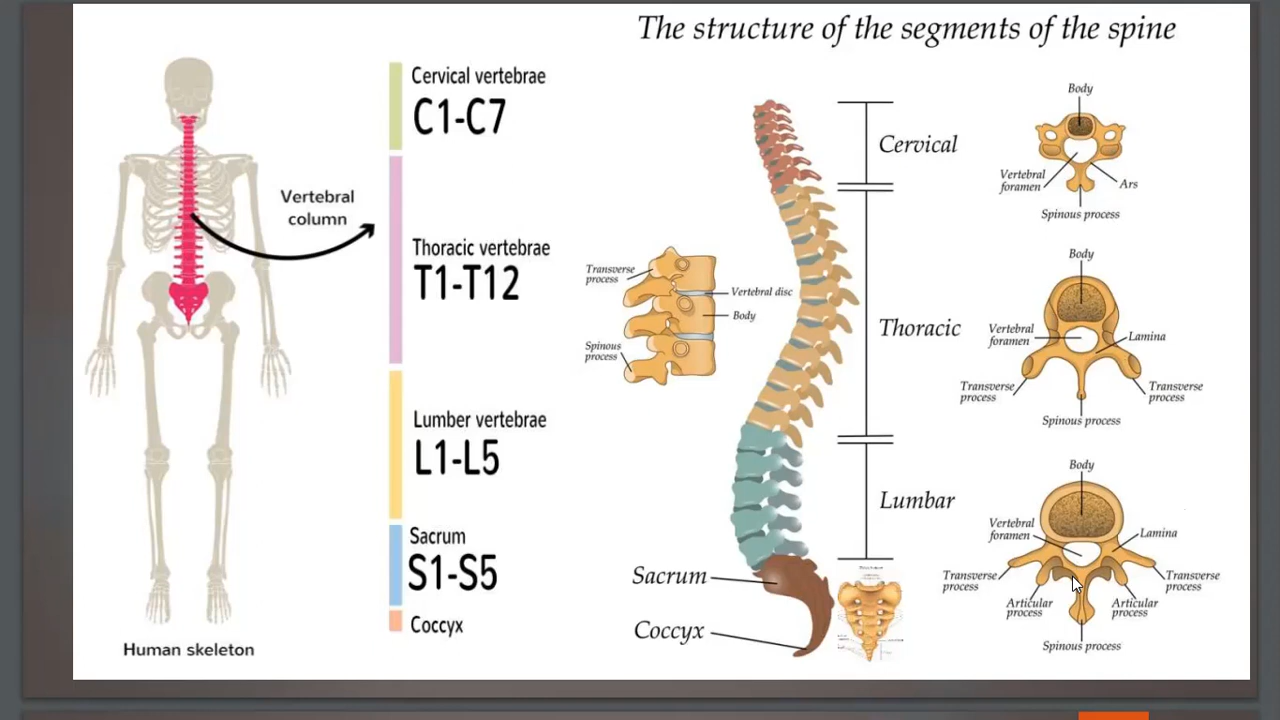 The structure of the segments of the spine
Cervical vertebrae
C1-C7
Vertebral
column
Thoracic vertebrae
T1-T12
Lumber vertebrae
L1-L5
Sacrum
S1-S5
Coccyx
Human skeleton
Transverse
process
Vertebral disc
Body
Spinous
process
Cervical
Thoracic
Lumbar
Sacrum
Coccyx
Body
Vertebral
foramen
Ars
Spinous process
Body
Vertebral
foramen
Lamina
Transverse
process
Transverse
process
Spinous process
Body
Vertebral
foramen
Lamina
Transverse
process
Transverse
process
Articular
process
Articular
process
Spinous process